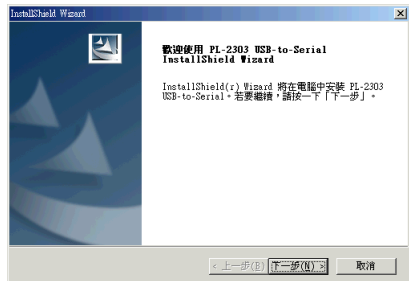 InstallShield Wizard
歡迎使用 PL-2303 USB-to-Serial
InstallShield Wizard
InstallShield(r) Wizard 將在電腦中安裝 PL-2303
USB-to-Serial。若要繼續，請按一下「下一步」。
< 上一步(B)
下一步(N) >
取消